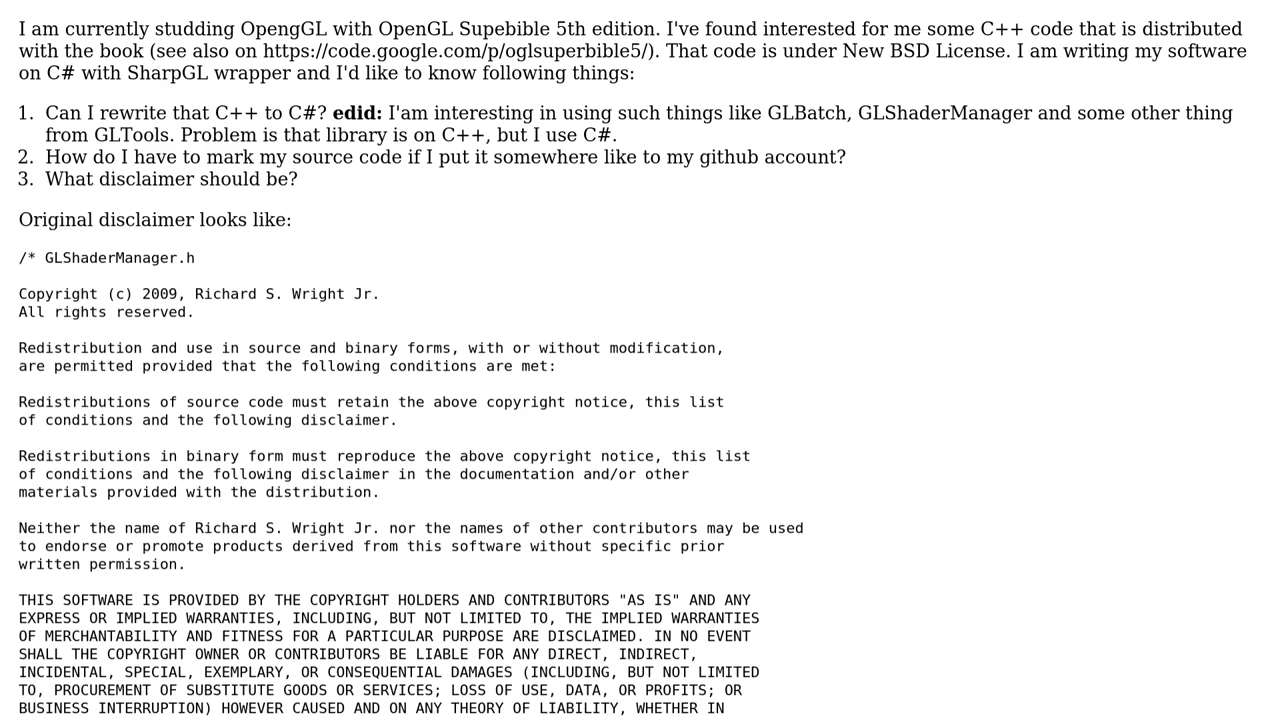 I am currently studding OpengGL with OpenGL Supebible 5th edition. I've found interested for me some C++ code that is distributed
with the book (see also on https://code.google.com/p/oglsuperbible5/). That code is under New BSD License. I am writing my software
on C# with SharpGL wrapper and I'd like to know following things:
1. Can I rewrite that C++ to C#? edid: I'am interesting in using such things like GLBatch, GLShaderManager and some other thing
from GLTools. Problem is that library is on C++, but I use C#.
2. How do I have to mark my source code if I put it somewhere like to my github account?
3. What disclaimer should be?
Original disclaimer looks like:
/* GLShaderManager.h
Copyright (c) 2009, Richard S. Wright Jr.
All rights reserved.
Redistribution and use in source and binary forms, with or without modification,
are permitted provided that the following conditions are met:
Redistributions of source code must retain the above copyright notice, this list
of conditions and the following disclaimer.
Redistributions in binary form must reproduce the above copyright notice, this list
of conditions and the following disclaimer in the documentation and/or other
materials provided with the distribution.
Neither the name of Richard S. Wright Jr. nor the names of other contributors may be used
to endorse or promote products derived from this software without specific prior
written permission.
THIS SOFTWARE IS PROVIDED BY THE COPYRIGHT HOLDERS AND CONTRIBUTORS "AS IS" AND ANY
EXPRESS OR IMPLIED WARRANTIES, INCLUDING, BUT NOT LIMITED TO, THE IMPLIED WARRANTIES
OF MERCHANTABILITY AND FITNESS FOR A PARTICULAR PURPOSE ARE DISCLAIMED. IN NO EVENT
SHALL THE COPYRIGHT OWNER OR CONTRIBUTORS BE LIABLE FOR ANY DIRECT, INDIRECT,
INCIDENTAL, SPECIAL, EXEMPLARY, OR CONSEQUENTIAL DAMAGES (INCLUDING, BUT NOT LIMITED
TO, PROCUREMENT OF SUBSTITUTE GOODS OR SERVICES; LOSS OF USE, DATA, OR PROFITS; OR
BUSINESS INTERRUPTION) HOWEVER CAUSED AND ON ANY THEORY OF LIABILITY, WHETHER IN